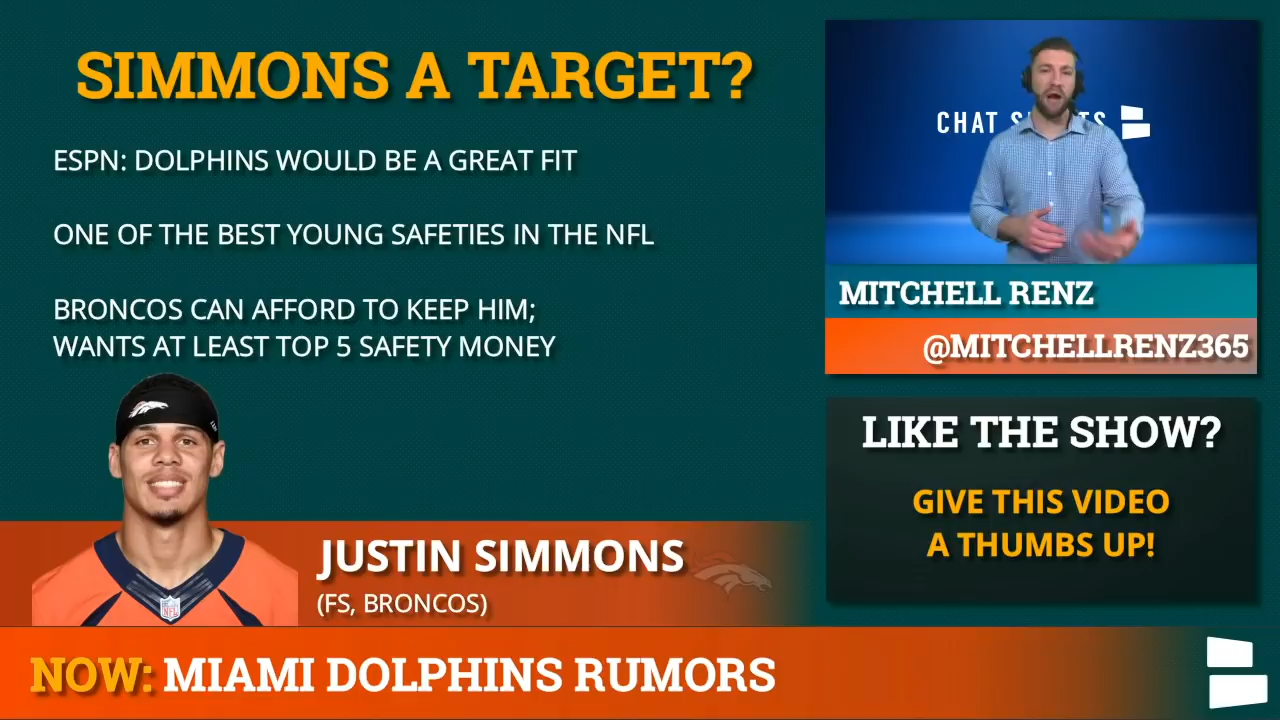 SIMMONS A TARGET?
ESPN: DOLPHINS WOULD BE A GREAT FIT
ONE OF THE BEST YOUNG SAFETIES IN THE NFL
BRONCOS CAN AFFORD TO KEEP HIM;
WANTS AT LEAST TOP 5 SAFETY MONEY
NFL
JUSTIN SIMMONS
(FS, BRONCOS)
CHAT
MITCHELL RENZ
@MITCHELLRENZ365
LIKE THE SHOW?
GIVE THIS VIDEO
A THUMBS UP!
NOW: MIAMI DOLPHINS RUMORS